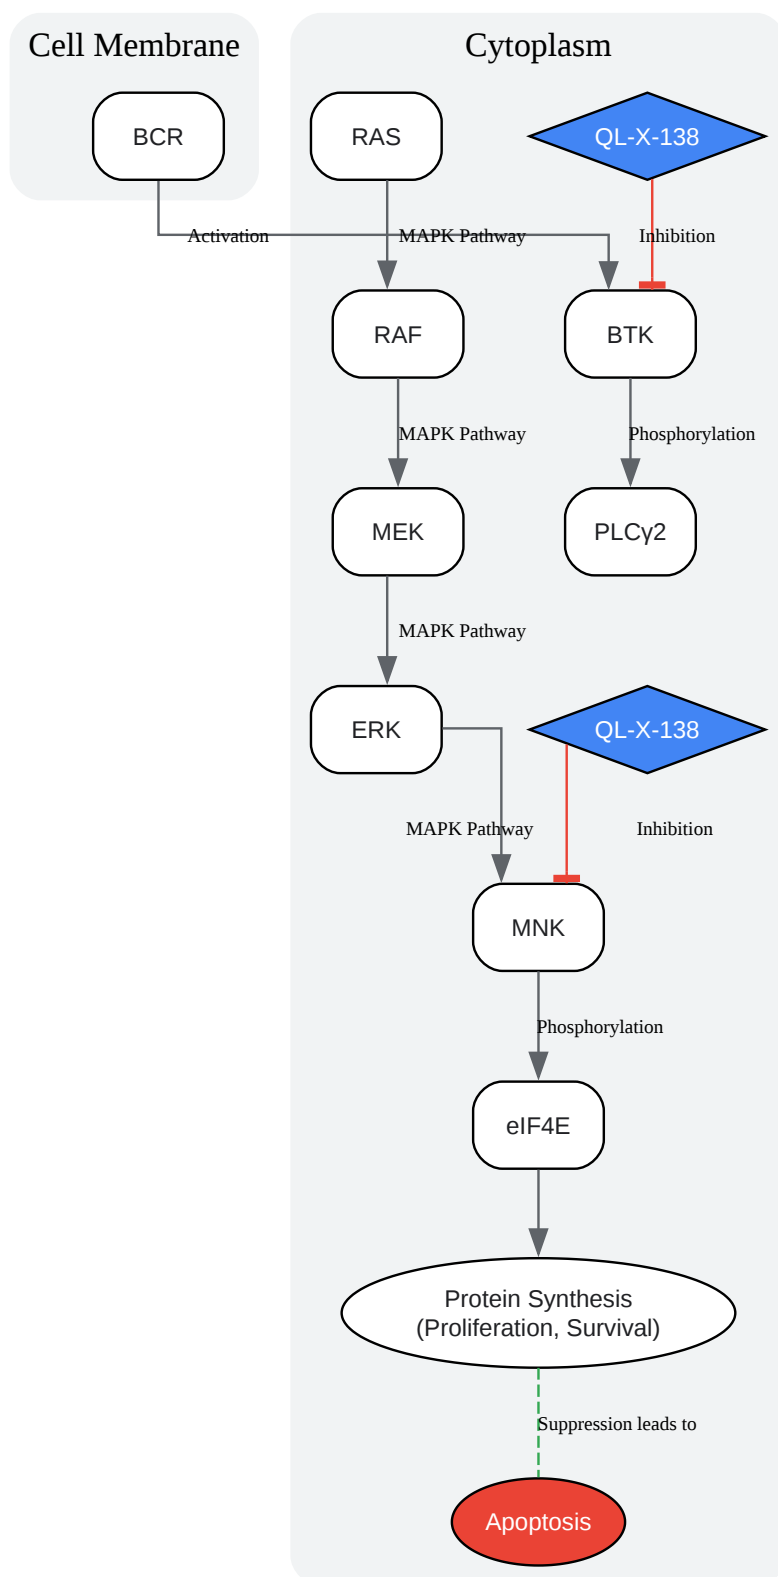 Cell Membrane
Cytoplasm
BCR
RAS
QL-X-138
Activation
MAPK Pathway
Inhibition
RAF
BTK
MAPK Pathway
Phosphorylation
MEK
PLCγ2
MAPK Pathway
ERK
QL-X-138
MAPK Pathway
Inhibition
MNK
Phosphorylation
eIF4E
Protein Synthesis
(Proliferation, Survival)
Suppression leads to
Apoptosis